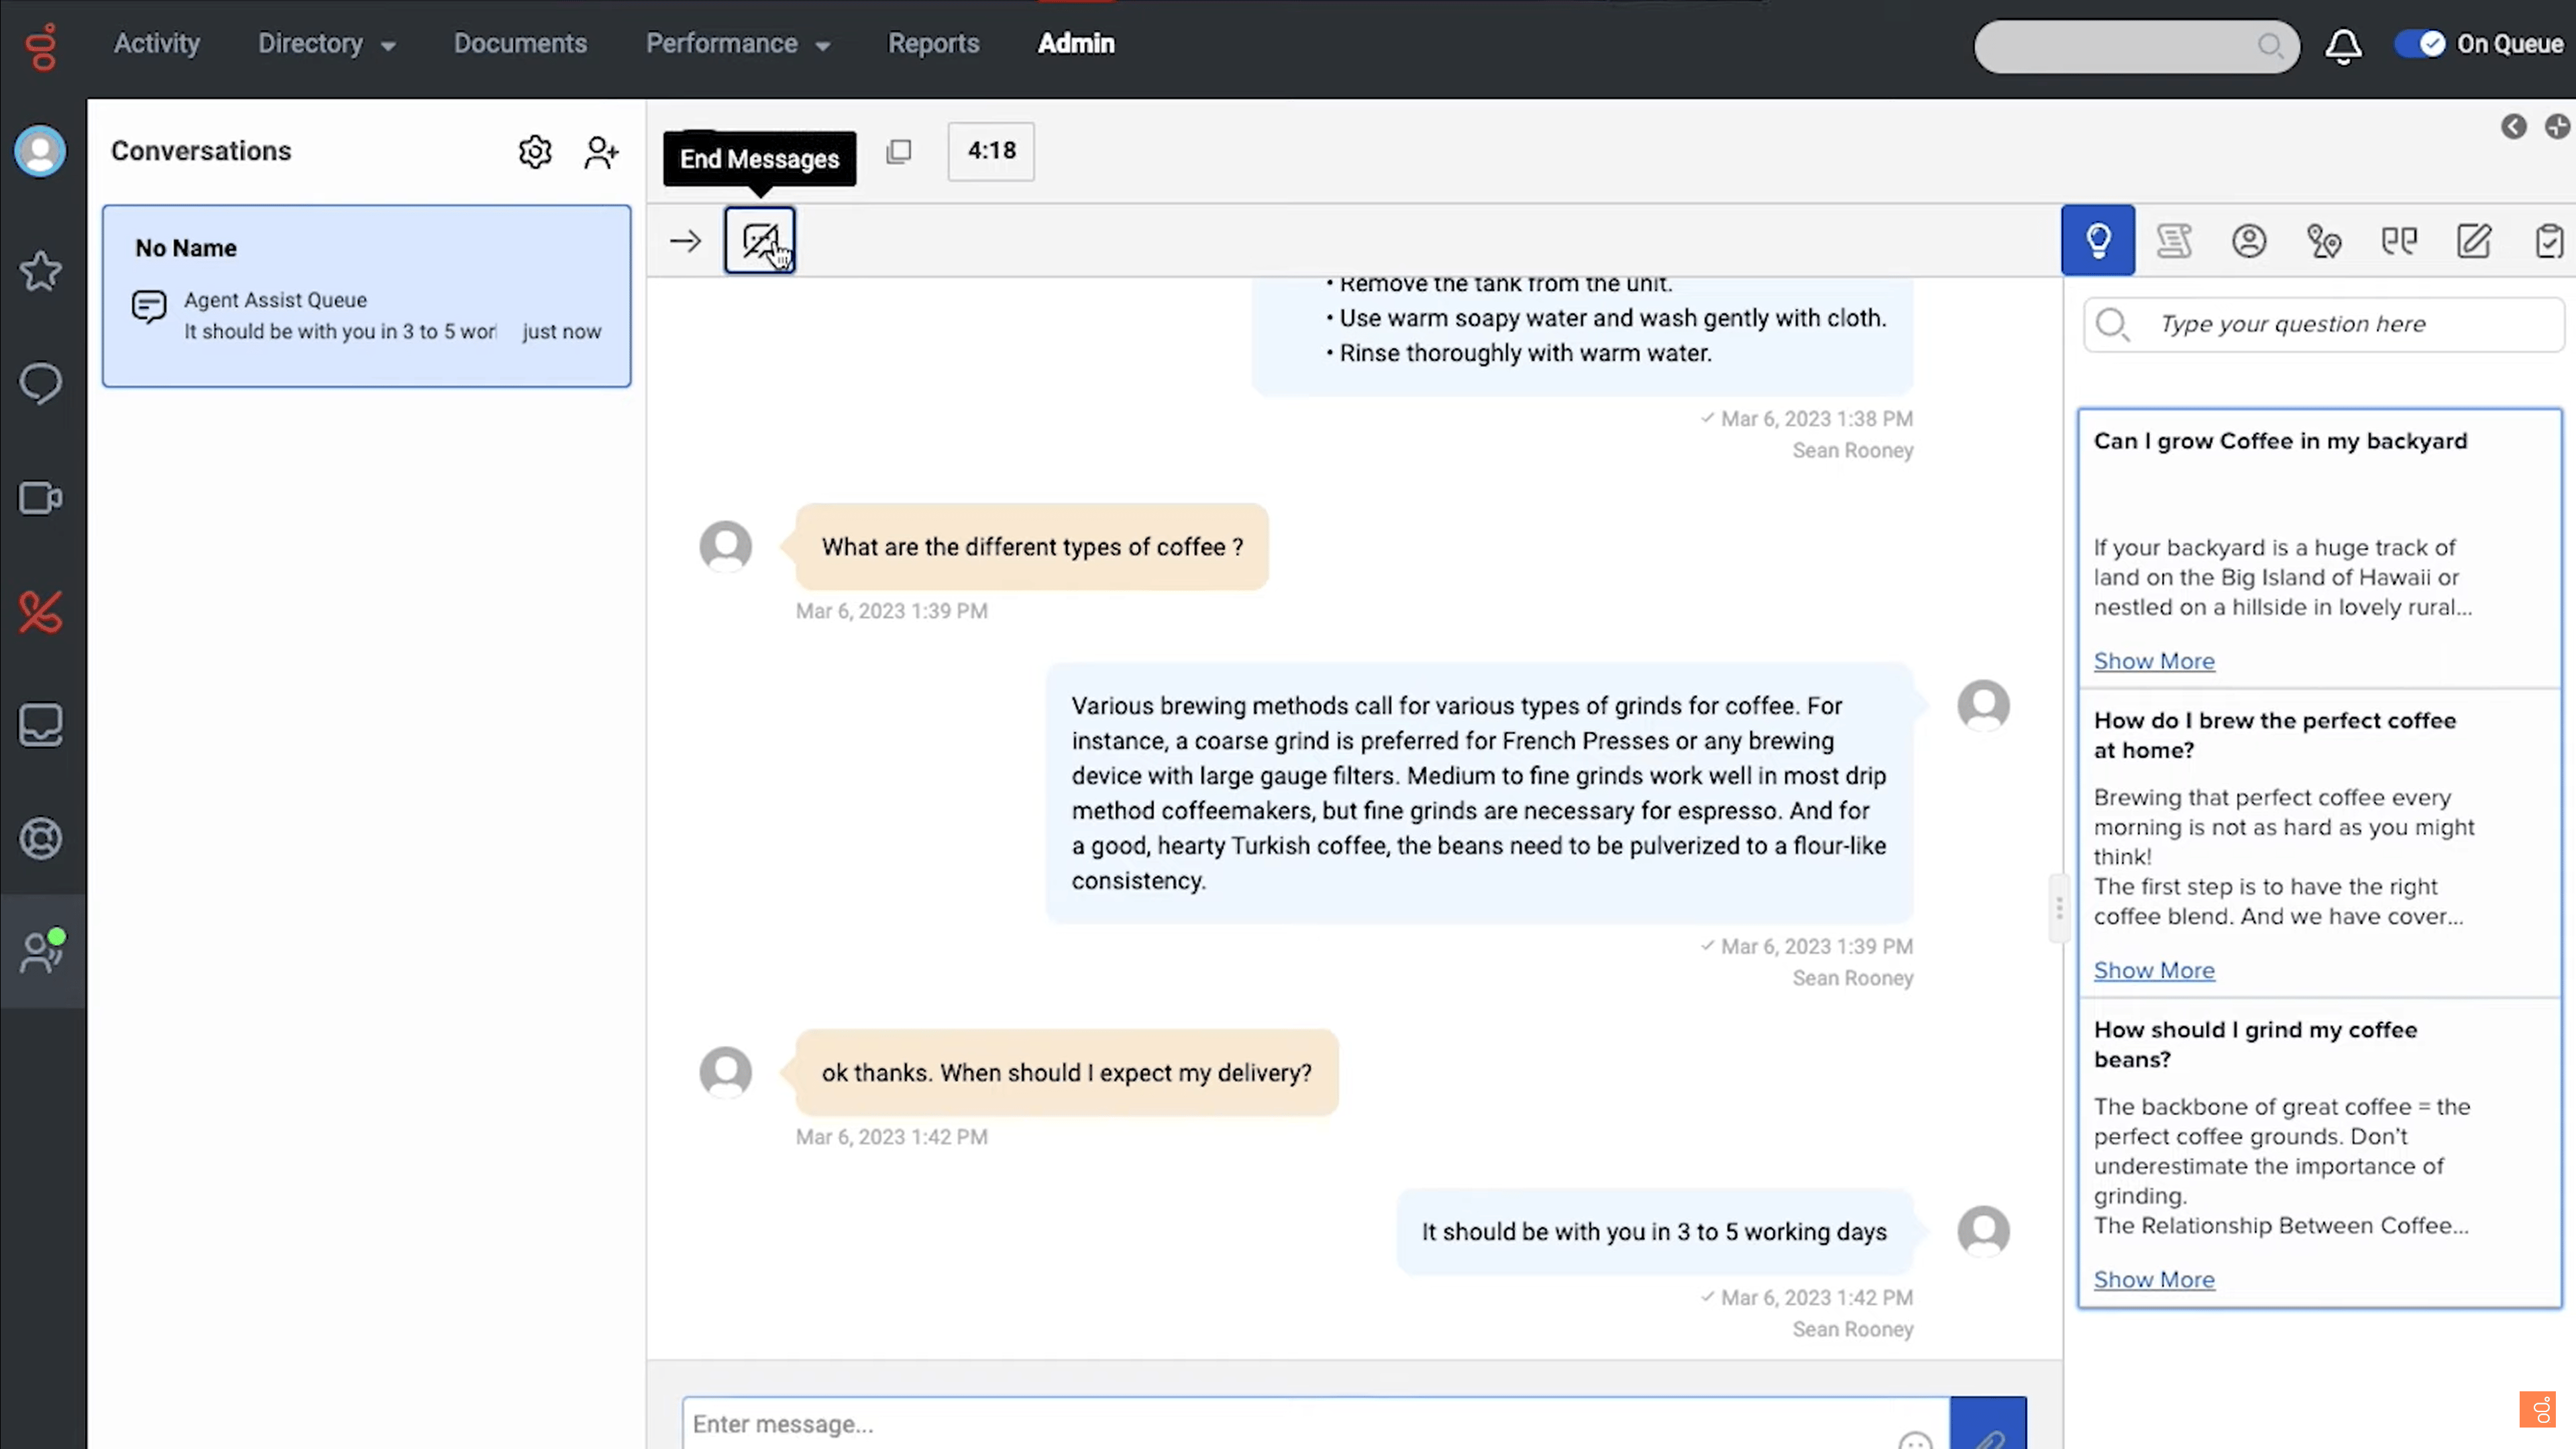 Activity
Directory
Documents
Performance
Reports
Admin
On Queue
Conversations
End Messages
4:18
No Name
Agent Assist Queue
It should be with you in 3 to 5 wor
just now
• Remove the tank from the unit.
• Use warm soapy water and wash gently with cloth.
• Rinse thoroughly with warm water.
Mar 6, 2023 1:38 PM
Sean Rooney
What are the different types of coffee ?
Mar 6, 2023 1:39 PM
Various brewing methods call for various types of grinds for coffee. For
instance, a coarse grind is preferred for French Presses or any brewing
device with large gauge filters. Medium to fine grinds work well in most drip
method coffeemakers, but fine grinds are necessary for espresso. And for
a good, hearty Turkish coffee, the beans need to be pulverized to a flour-like
consistency.
Mar 6, 2023 1:39 PM
Sean Rooney
ok thanks. When should I expect my delivery?
Mar 6, 2023 1:42 PM
It should be with you in 3 to 5 working days
Mar 6, 2023 1:42 PM
Sean Rooney
Enter message...
Type your question here
Can I grow Coffee in my backyard
If your backyard is a huge track of
land on the Big Island of Hawaii or
nestled on a hillside in lovely rural...
Show More
How do I brew the perfect coffee
at home?
Brewing that perfect coffee every
morning is not as hard as you might
think!
The first step is to have the right
coffee blend. And we have cover...
Show More
How should I grind my coffee
beans?
The backbone of great coffee = the
perfect coffee grounds. Don't
underestimate the importance of
grinding.
The Relationship Between Coffee...
Show More